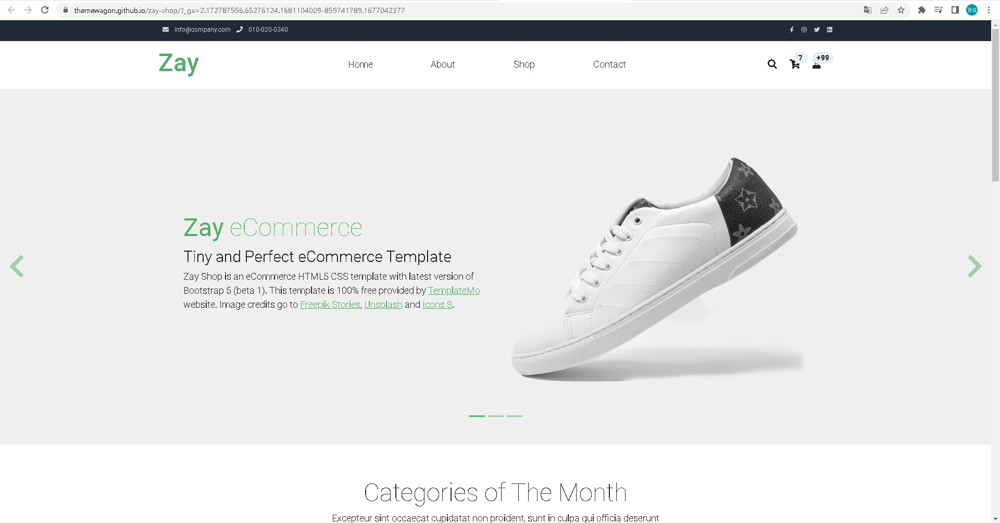 themewagon.github.io/zay-shop/?_ga=2.172787556.65276124.1681104009-859741789.1677042377
윤섭
info@company.com 010-020-0340
Zay
Home About Shop Contact
7 +99
Zay eCommerce
Tiny and Perfect eCommerce Template
Zay Shop is an eCommerce HTML5 CSS template with latest version of
Bootstrap 5 (beta 1). This template is 100% free provided by TemplateMo
website. Image credits go to Freepik Stories, Unsplash and Icons 8.
Categories of The Month
Excepteur sint occaecat cupidatat non proident, sunt in culpa qui officia deserunt